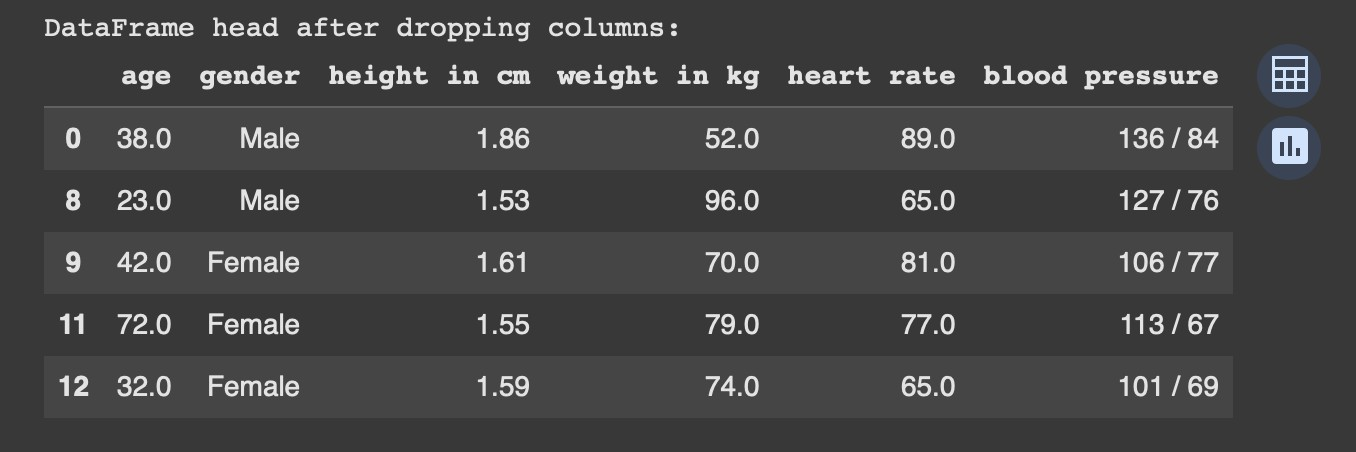 DataFrame head after dropping columns:
age gender height in cm weight in kg heart rate blood pressure
0 38.0 Male 1.86 52.0 89.0 136 / 84
8 23.0 Male 1.53 96.0 65.0 127 / 76
9 42.0 Female 1.61 70.0 81.0 106 / 77
11 72.0 Female 1.55 79.0 77.0 113 / 67
12 32.0 Female 1.59 74.0 65.0 101 / 69